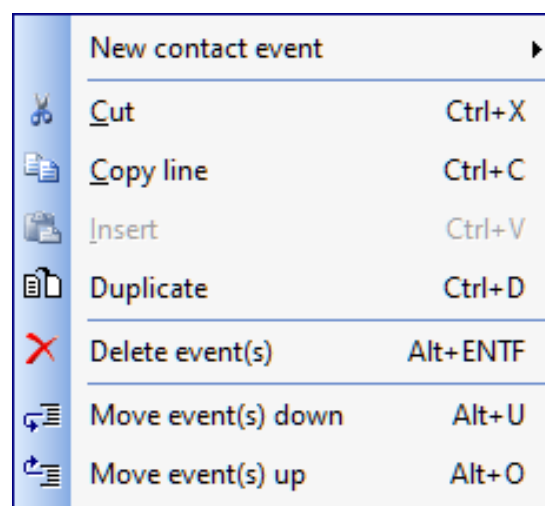 New contact event
Cut Ctrl+X
Copy line Ctrl+C
Insert Ctrl+V
Duplicate Ctrl+D
Delete event(s) Alt+ENTF
Move event(s) down Alt+U
Move event(s) up Alt+O